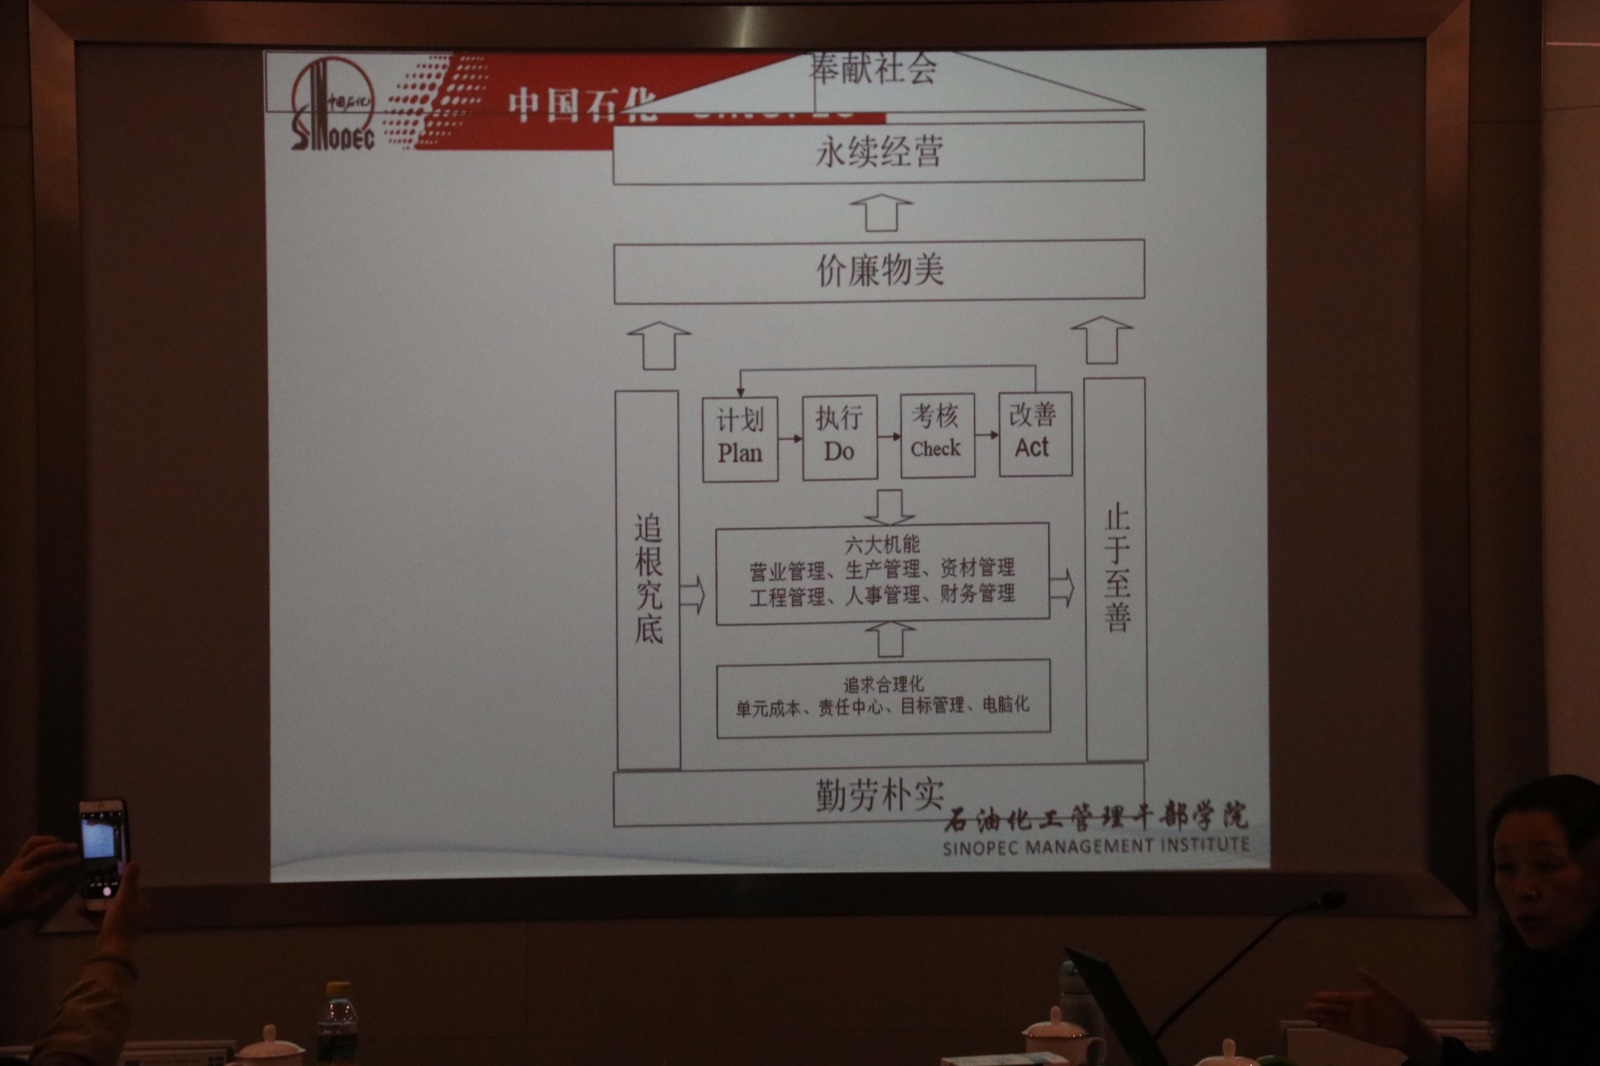 中国石化
SINOPEC
中国石化
奉献社会
永续经营
价廉物美
计划
Plan
执行
Do
考核
Check
改善
Act
追根究底
六大机能
营业管理、生产管理、资材管理
工程管理、人事管理、财务管理
止于至善
追求合理化
单元成本、责任中心、目标管理、电脑化
勤劳朴实
石油化工管理干部学院
SINOPEC MANAGEMENT INSTITUTE